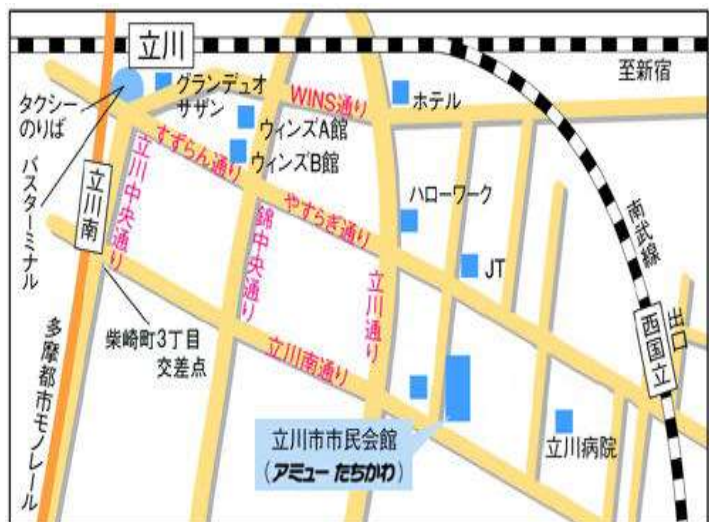 立川
至新宿
グランデュオ
サザン
WINS通り
ホテル
タクシー
のりば
ウィンズA館
すずらん通り
ウィンズB館
バスターミナル
立川南
立川中央通り
錦中央通り
やすらぎ通り
ハローワーク
南武線
JT
立川通り
出口
西国立
柴崎町3丁目
交差点
立川南通り
多摩都市モノレール
立川市市民会館
(アミュー たちかわ)
立川病院